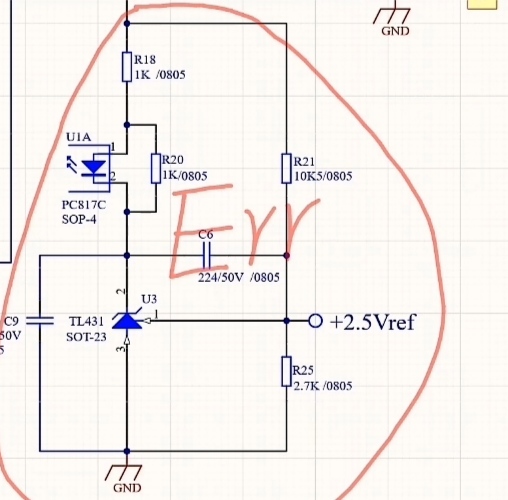 GND
R18
1K /0805
U1A
1
2
R20
1K/0805
R21
10K5/0805
PC817C
SOP-4
Err
C6
224/50V /0805
2
U3
C9
50V
5
TL431
SOT-23
1
+2.5Vref
3
R25
2.7K /0805
GND